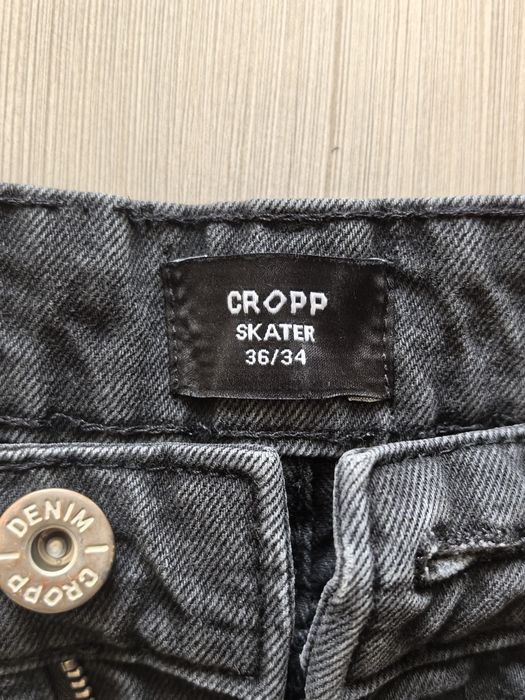 CROPP
SKATER
36/34
DENIM
CROPP